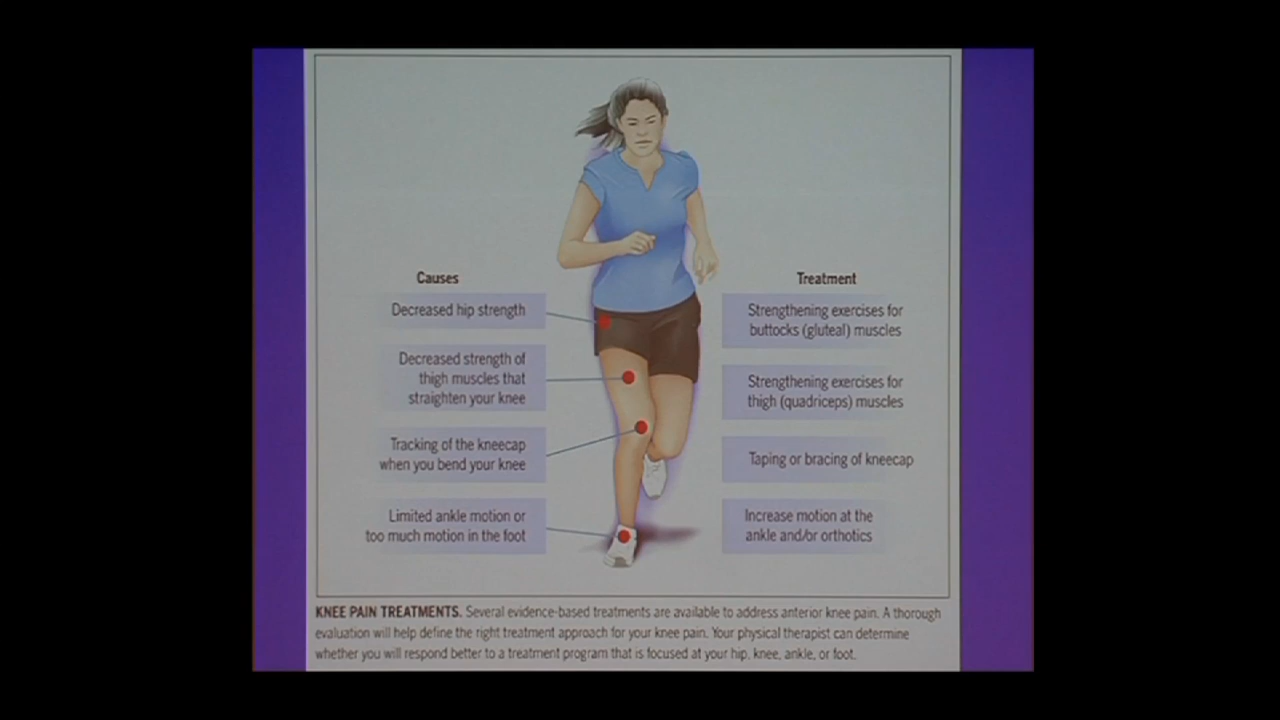 Causes
Decreased hip strength
Decreased strength of
thigh muscles that
straighten your knee
Tracking of the kneecap
when you bend your knee
Limited ankle motion or
too much motion in the foot
Treatment
Strengthening exercises for
buttocks (gluteal) muscles
Strengthening exercises for
thigh (quadriceps) muscles
Taping or bracing of kneecap
Increase motion at the
ankle and/or orthotics
KNEE PAIN TREATMENTS. Several evidence-based treatments are available to address anterior knee pain. A thorough
evaluation will help define the right treatment approach for your knee pain. Your physical therapist can determine
whether you will respond better to a treatment program that is focused at your hip, knee, ankle, or foot.